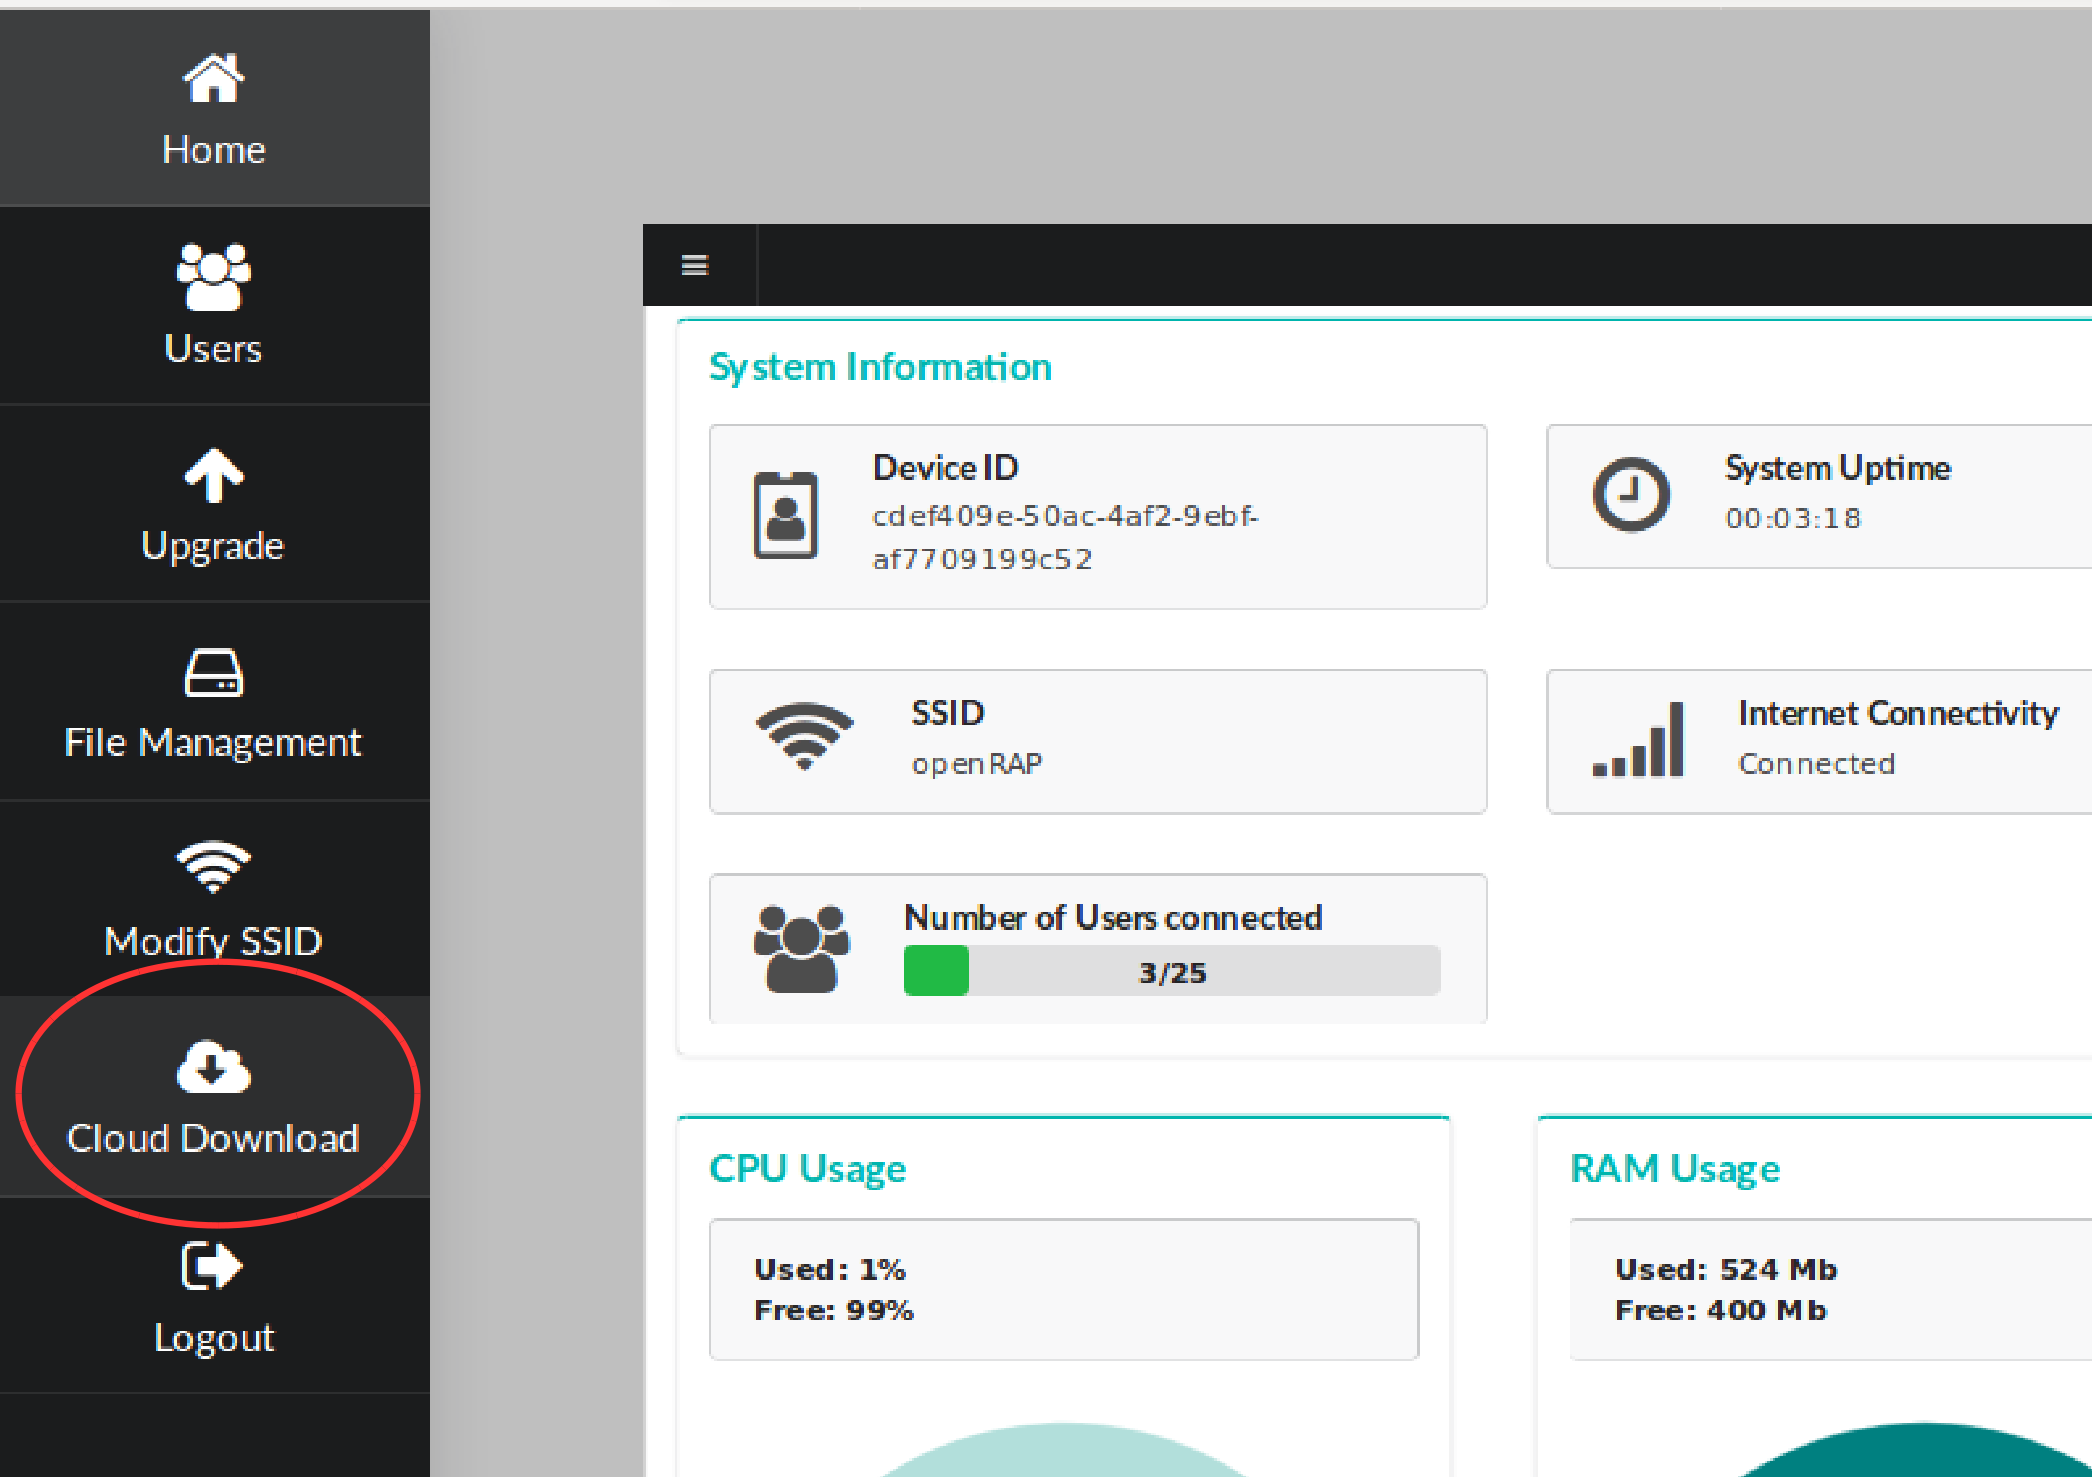 Home
Users
Upgrade
File Management
Modify SSID
Cloud Download
Logout
System Information
Device ID
cdef409e-50ac-4af2-9ebf-
af7709199c52
System Uptime
00:03:18
SSID
openRAP
Internet Connectivity
Connected
Number of Users connected
3/25
CPU Usage
Used: 1%
Free: 99%
RAM Usage
Used: 524 Mb
Free: 400 Mb